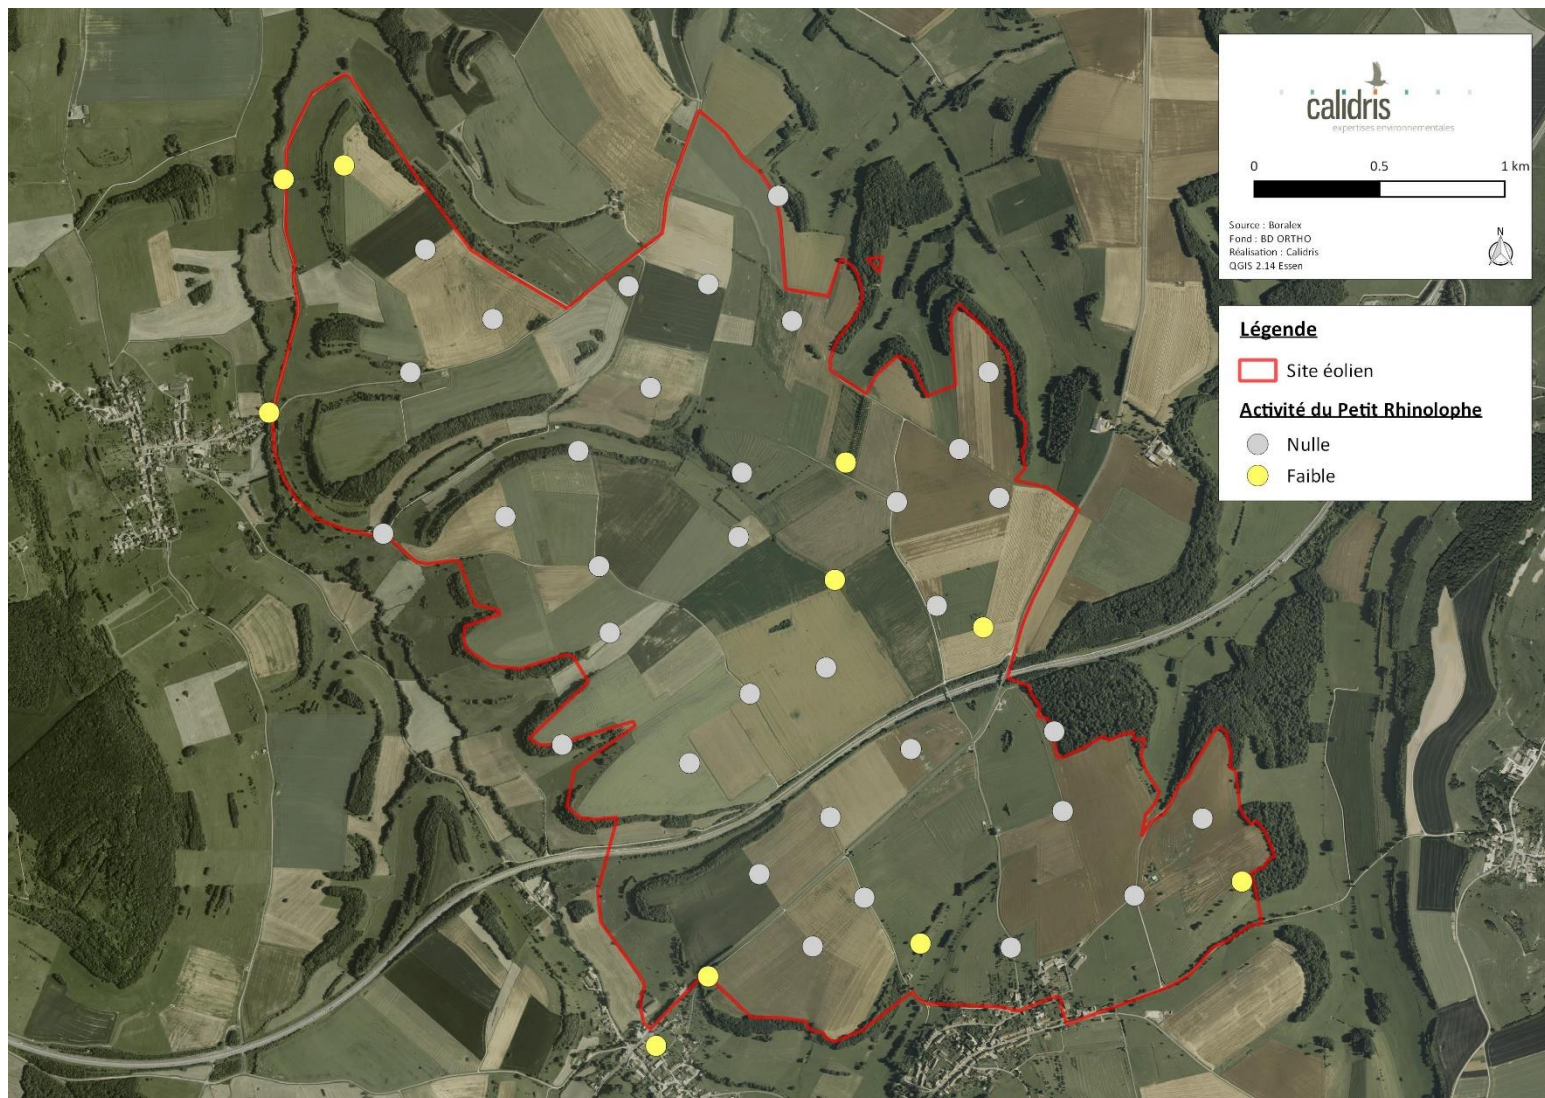 calidris
expertises environnementales
0 0.5 1 km
Source : Boralex
Fond : BD ORTHO
Réalisation : Calidris
QGIS 2.14 Essen
N
Légende
Site éolien
Activité du Petit Rhinolophe
Nulle
Faible